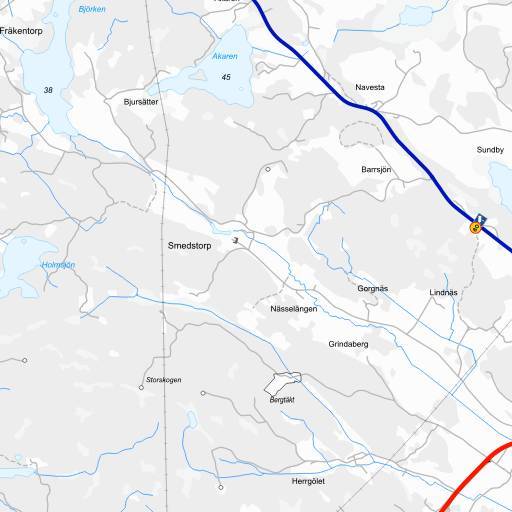 Björken
Fräkentorp
Akaren
45
38
Navesta
Bjursätter
Sundby
Barrsjön
Smedstorp
Holmsjön
Gorgnäs
Lindnäs
Nässelängen
Grindaberg
Storskogen
Bergtäkt
Herrgölet